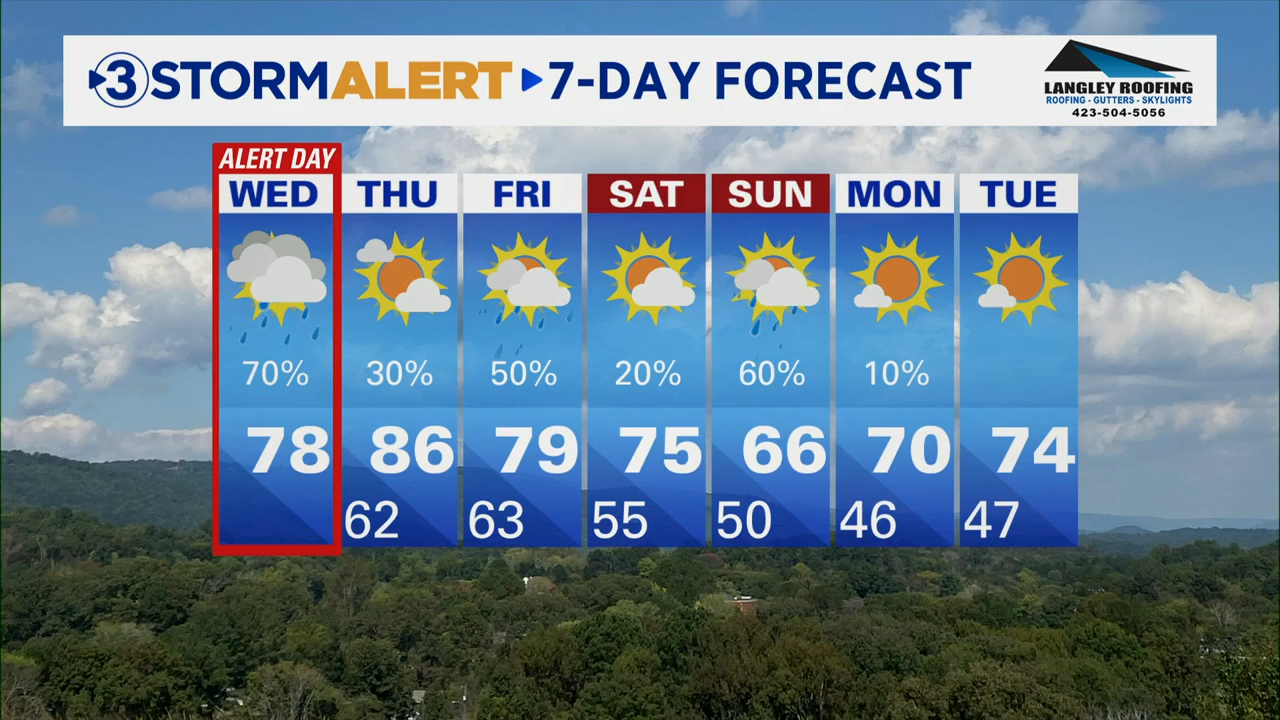 3 STORM ALERT 7-DAY FORECAST
LANGLEY ROOFING
ROOFING - GUTTERS - SKYLIGHTS
423-504-5056
ALERT DAY
WED THU FRI SAT SUN MON TUE
70% 30% 50% 20% 60% 10%
78 86 79 75 66 70 74
62 63 55 50 46 47